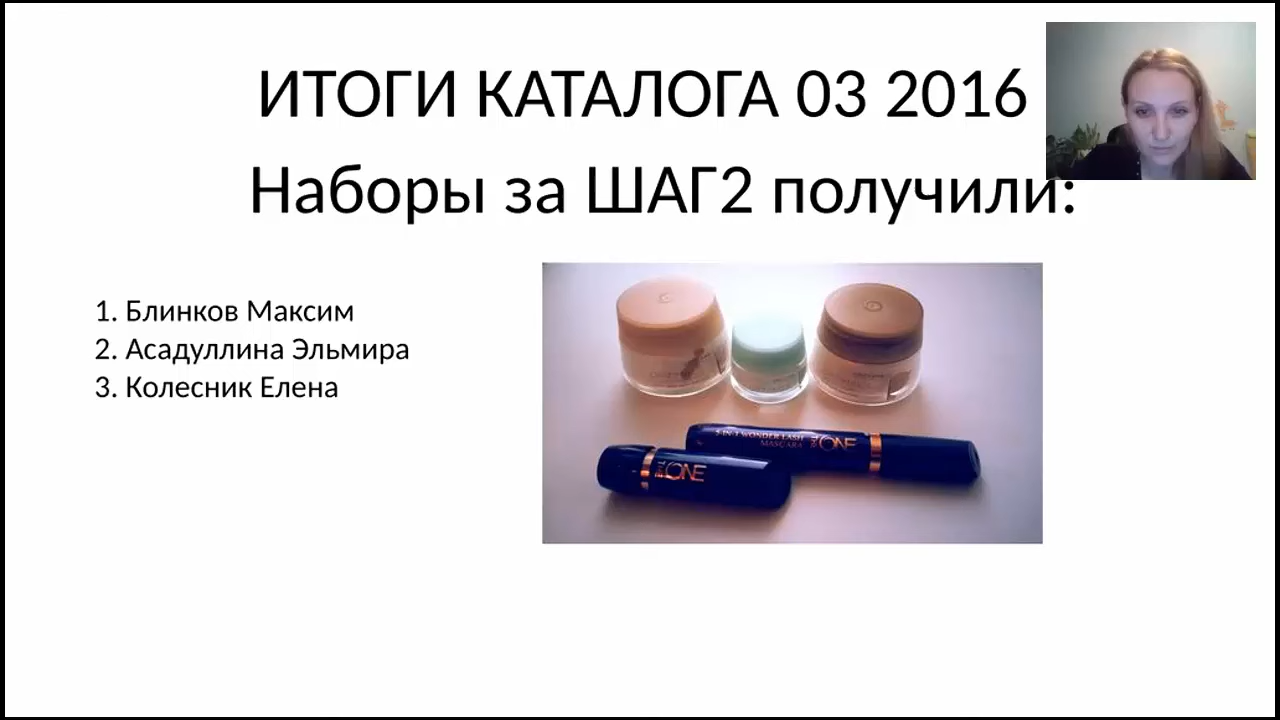 ИТОГИ КАТАЛОГА 03 2016
Наборы за ШАГ2 получили:
1. Блинков Максим
2. Асадуллина Эльмира
3. Колесник Елена
5-IN-1 WONDER LASH
MASCARA
THE ONE
THE ONE